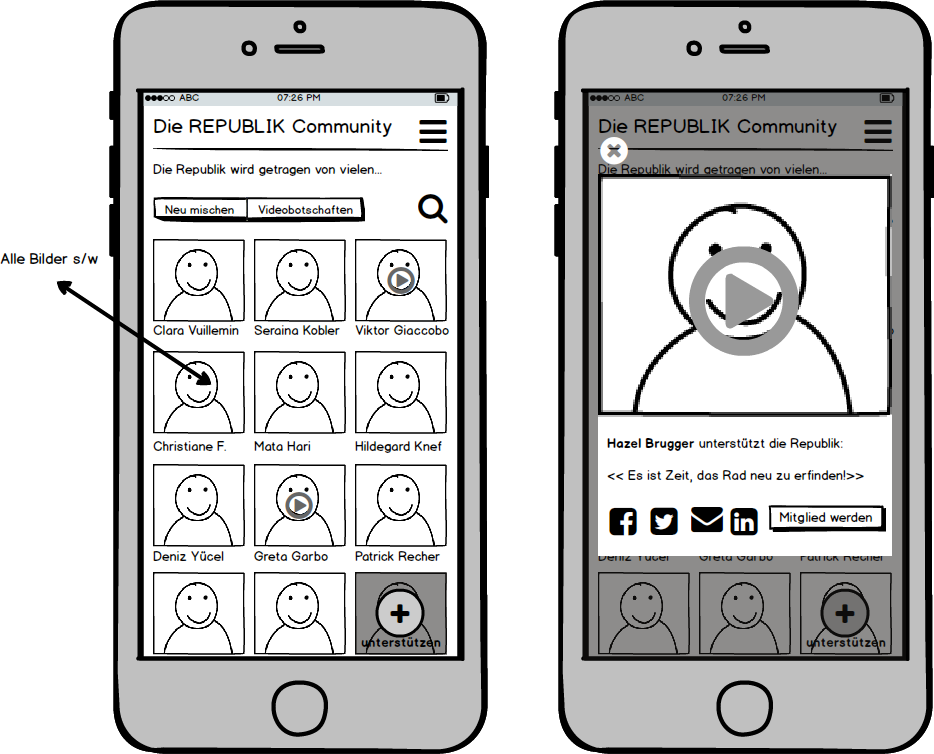 Alle Bilder s/w
ABC 07:26 PM
Die REPUBLIK Community
Die Republik wird getragen von vielen...
Neu mischen Videobotschaften
Clara Vuillemin Seraina Kobler Viktor Giaccobo
Christiane F. Mata Hari Hildegard Knef
Deniz Yücel Greta Garbo Patrick Recher
unterstützen
ABC 07:26 PM
Die REPUBLIK Community
Die Republik wird getragen von vielen...
Hazel Brugger unterstützt die Republik:
<< Es ist Zeit, das Rad neu zu erfinden!>>
Mitglied werden
Deniz Yücel Greta Garbo Patrick Recher
unterstützen